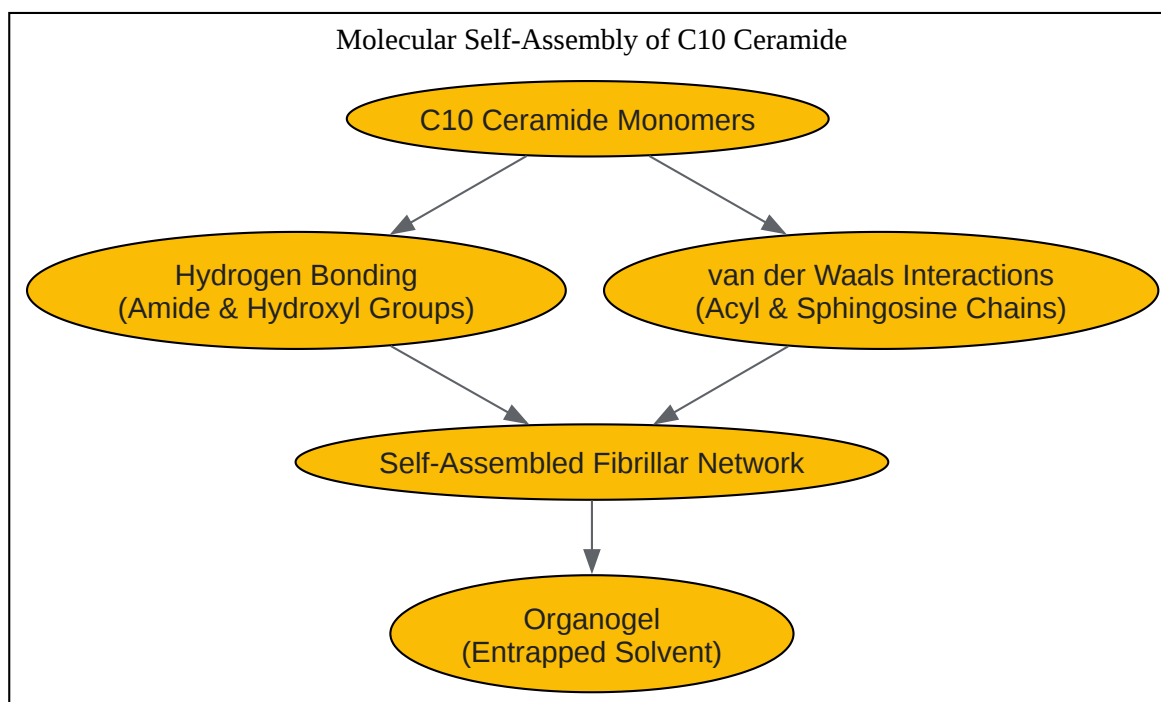 Molecular Self-Assembly of C10 Ceramide
C10 Ceramide Monomers
Hydrogen Bonding
(Amide & Hydroxyl Groups)
van der Waals Interactions
(Acyl & Sphingosine Chains)
Self-Assembled Fibrillar Network
Organogel
(Entrapped Solvent)